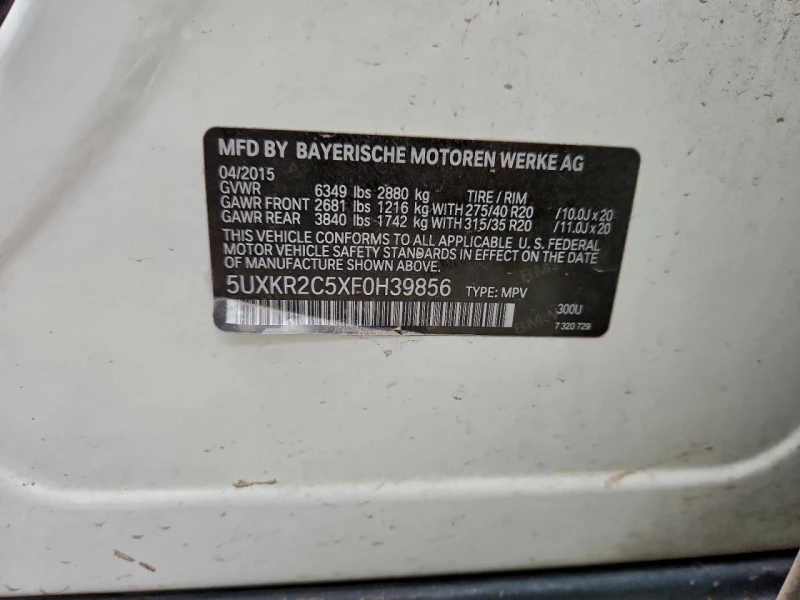 MFD BY BAYERISCHE MOTOREN WERKE AG
04/2015
GVWR 6349 lbs 2880 kg TIRE / RIM
GAWR FRONT 2681 lbs 1216 kg WITH 275/40 R20 /10.0J x 20
GAWR REAR 3840 lbs 1742 kg WITH 315/35 R20 /11.0J x 20
THIS VEHICLE CONFORMS TO ALL APPLICABLE U. S. FEDERAL
MOTOR VEHICLE SAFETY STANDARDS IN EFFECT ON THE DATE
OF MANUFACTURE SHOWN ABOVE.
5UXKR2C5XF0H39856 TYPE: MPV
300U
7 320 729